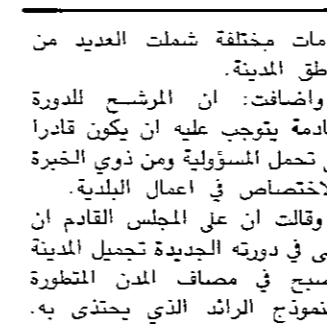 مات مختلفة شملت العديد من
طق المدينة.
واضافت: ان المرشح للدورة
ادمة يتوجب عليه ان يكون قادرا
تحمل المسؤولية ومن ذوي الخبرة
لاختصاص في اعمال البلدية.
وقالت ان على المجلس القادم ان
ى في دورته الجديدة تجميل المدينة
صبح في مصاف المدن المتطورة
نموذج الرائد الذي يحتذى به.